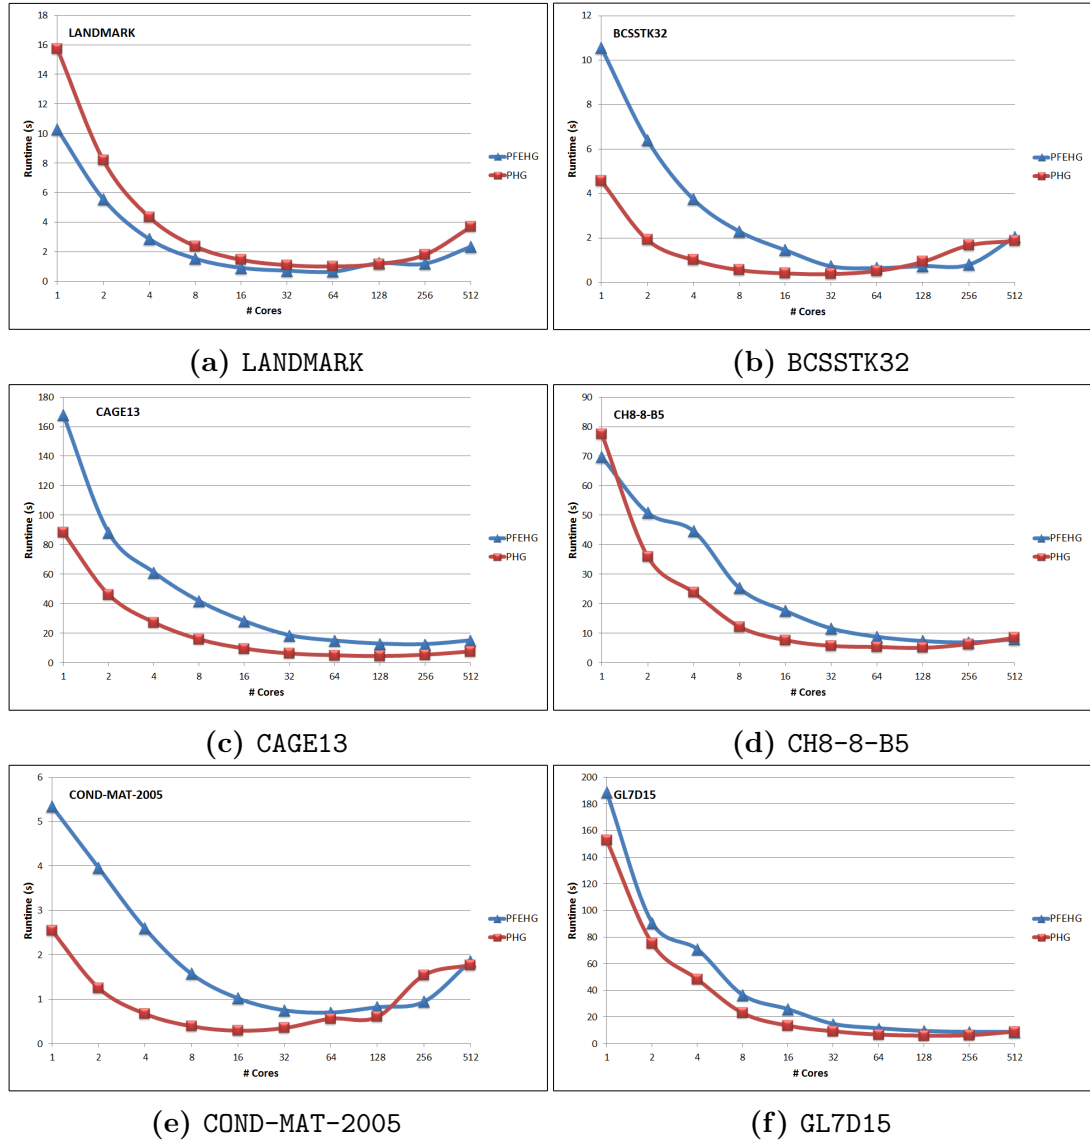 LANDMARK
18
16
14
12
10
8
6
4
2
0
Runtime (s)
1 2 4 8 16 32 64 128 256 512
# Cores
PFEHG
PHG
(a) LANDMARK
BCSSTK32
12
10
8
6
4
2
0
Runtime (s)
1 2 4 8 16 32 64 128 256 512
# Cores
PFEHG
PHG
(b) BCSSTK32
CAGE13
180
160
140
120
100
80
60
40
20
0
Runtime (s)
1 2 4 8 16 32 64 128 256 512
# Cores
PFEHG
PHG
(c) CAGE13
CH8-8-B5
90
80
70
60
50
40
30
20
10
0
Runtime (s)
1 2 4 8 16 32 64 128 256 512
# Cores
PFEHG
PHG
(d) CH8-8-B5
COND-MAT-2005
6
5
4
3
2
1
0
Runtime (s)
1 2 4 8 16 32 64 128 256 512
# Cores
PFEHG
PHG
(e) COND-MAT-2005
GL7D15
200
180
160
140
120
100
80
60
40
20
0
Runtime (s)
1 2 4 8 16 32 64 128 256 512
# Cores
PFEHG
PHG
(f) GL7D15